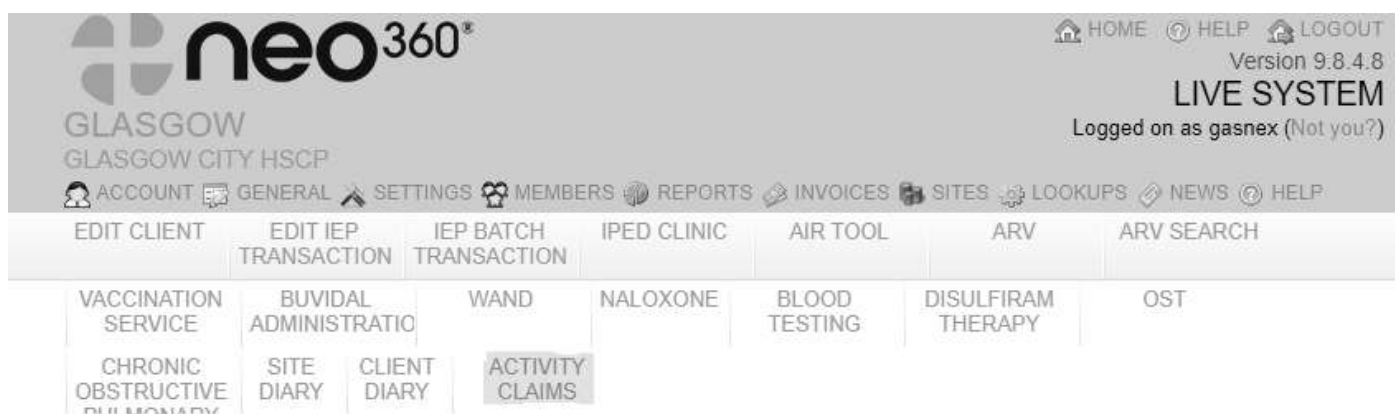 neo360®
HOME HELP LOGOUT
Version 9.8.4.8
LIVE SYSTEM
GLASGOW
Logged on as gasnex (Not you?)
GLASGOW CITY HSCP
ACCOUNT GENERAL SETTINGS MEMBERS REPORTS INVOICES SITES LOOKUPS NEWS HELP
EDIT CLIENT EDIT IEP IEP BATCH IPED CLINIC AIR TOOL ARV ARV SEARCH
TRANSACTION TRANSACTION
VACCINATION BUVIDAL WAND NALOXONE BLOOD DISULFIRAM OST
SERVICE ADMINISTRATIO TESTING THERAPY
CHRONIC SITE CLIENT ACTIVITY
OBSTRUCTIVE DIARY DIARY CLAIMS
PULMONARY